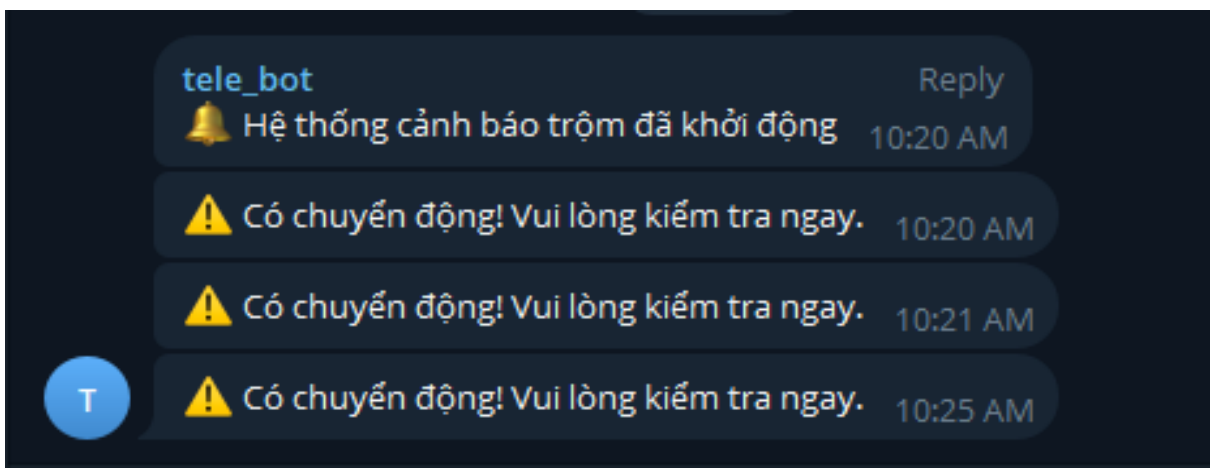 tele_bot
Reply
🔔 Hệ thống cảnh báo trộm đã khởi động
10:20 AM
⚠️ Có chuyển động! Vui lòng kiểm tra ngay.
10:20 AM
⚠️ Có chuyển động! Vui lòng kiểm tra ngay.
10:21 AM
T
⚠️ Có chuyển động! Vui lòng kiểm tra ngay.
10:25 AM